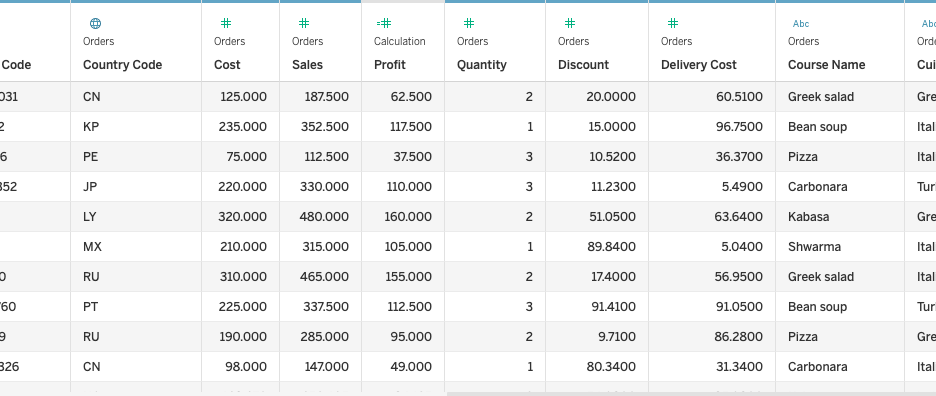 Abc Abc
Orders Orders Orders Calculation Orders Orders Orders Orders Orde
Code Country Code Cost Sales Profit Quantity Discount Delivery Cost Course Name Cui
031 CN 125.000 187.500 62.500 2 20.0000 60.5100 Greek salad Gre
2 KP 235.000 352.500 117.500 1 15.0000 96.7500 Bean soup Ital
6 PE 75.000 112.500 37.500 3 10.5200 36.3700 Pizza Ital
352 JP 220.000 330.000 110.000 3 11.2300 5.4900 Carbonara Turl
LY 320.000 480.000 160.000 2 51.0500 63.6400 Kabasa Gre
MX 210.000 315.000 105.000 1 89.8400 5.0400 Shwarma Ital
0 RU 310.000 465.000 155.000 2 17.4000 56.9500 Greek salad Ital
760 PT 225.000 337.500 112.500 3 91.4100 91.0500 Bean soup Turl
9 RU 190.000 285.000 95.000 2 9.7100 86.2800 Pizza Gre
326 CN 98.000 147.000 49.000 1 80.3400 31.3400 Carbonara Ital